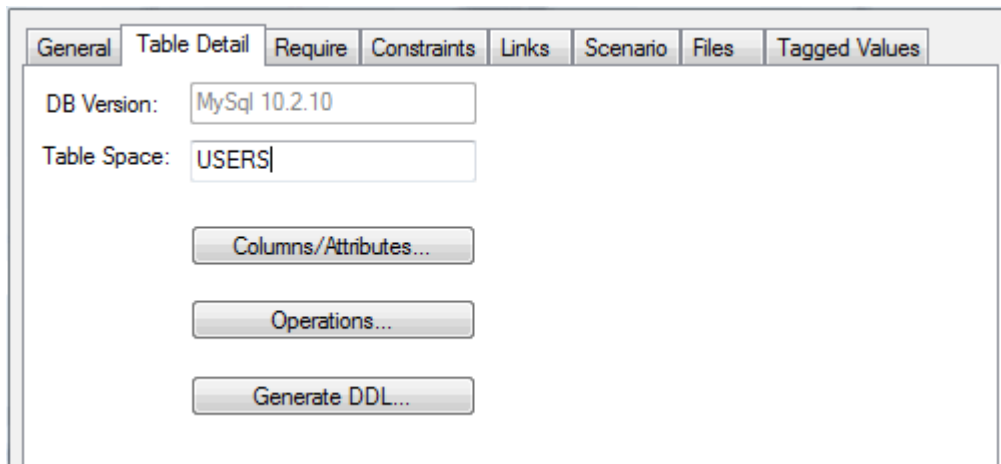 General Table Detail Require Constraints Links Scenario Files Tagged Values
DB Version: MySql 10.2.10
Table Space: USERS
Columns/Attributes...
Operations...
Generate DDL...